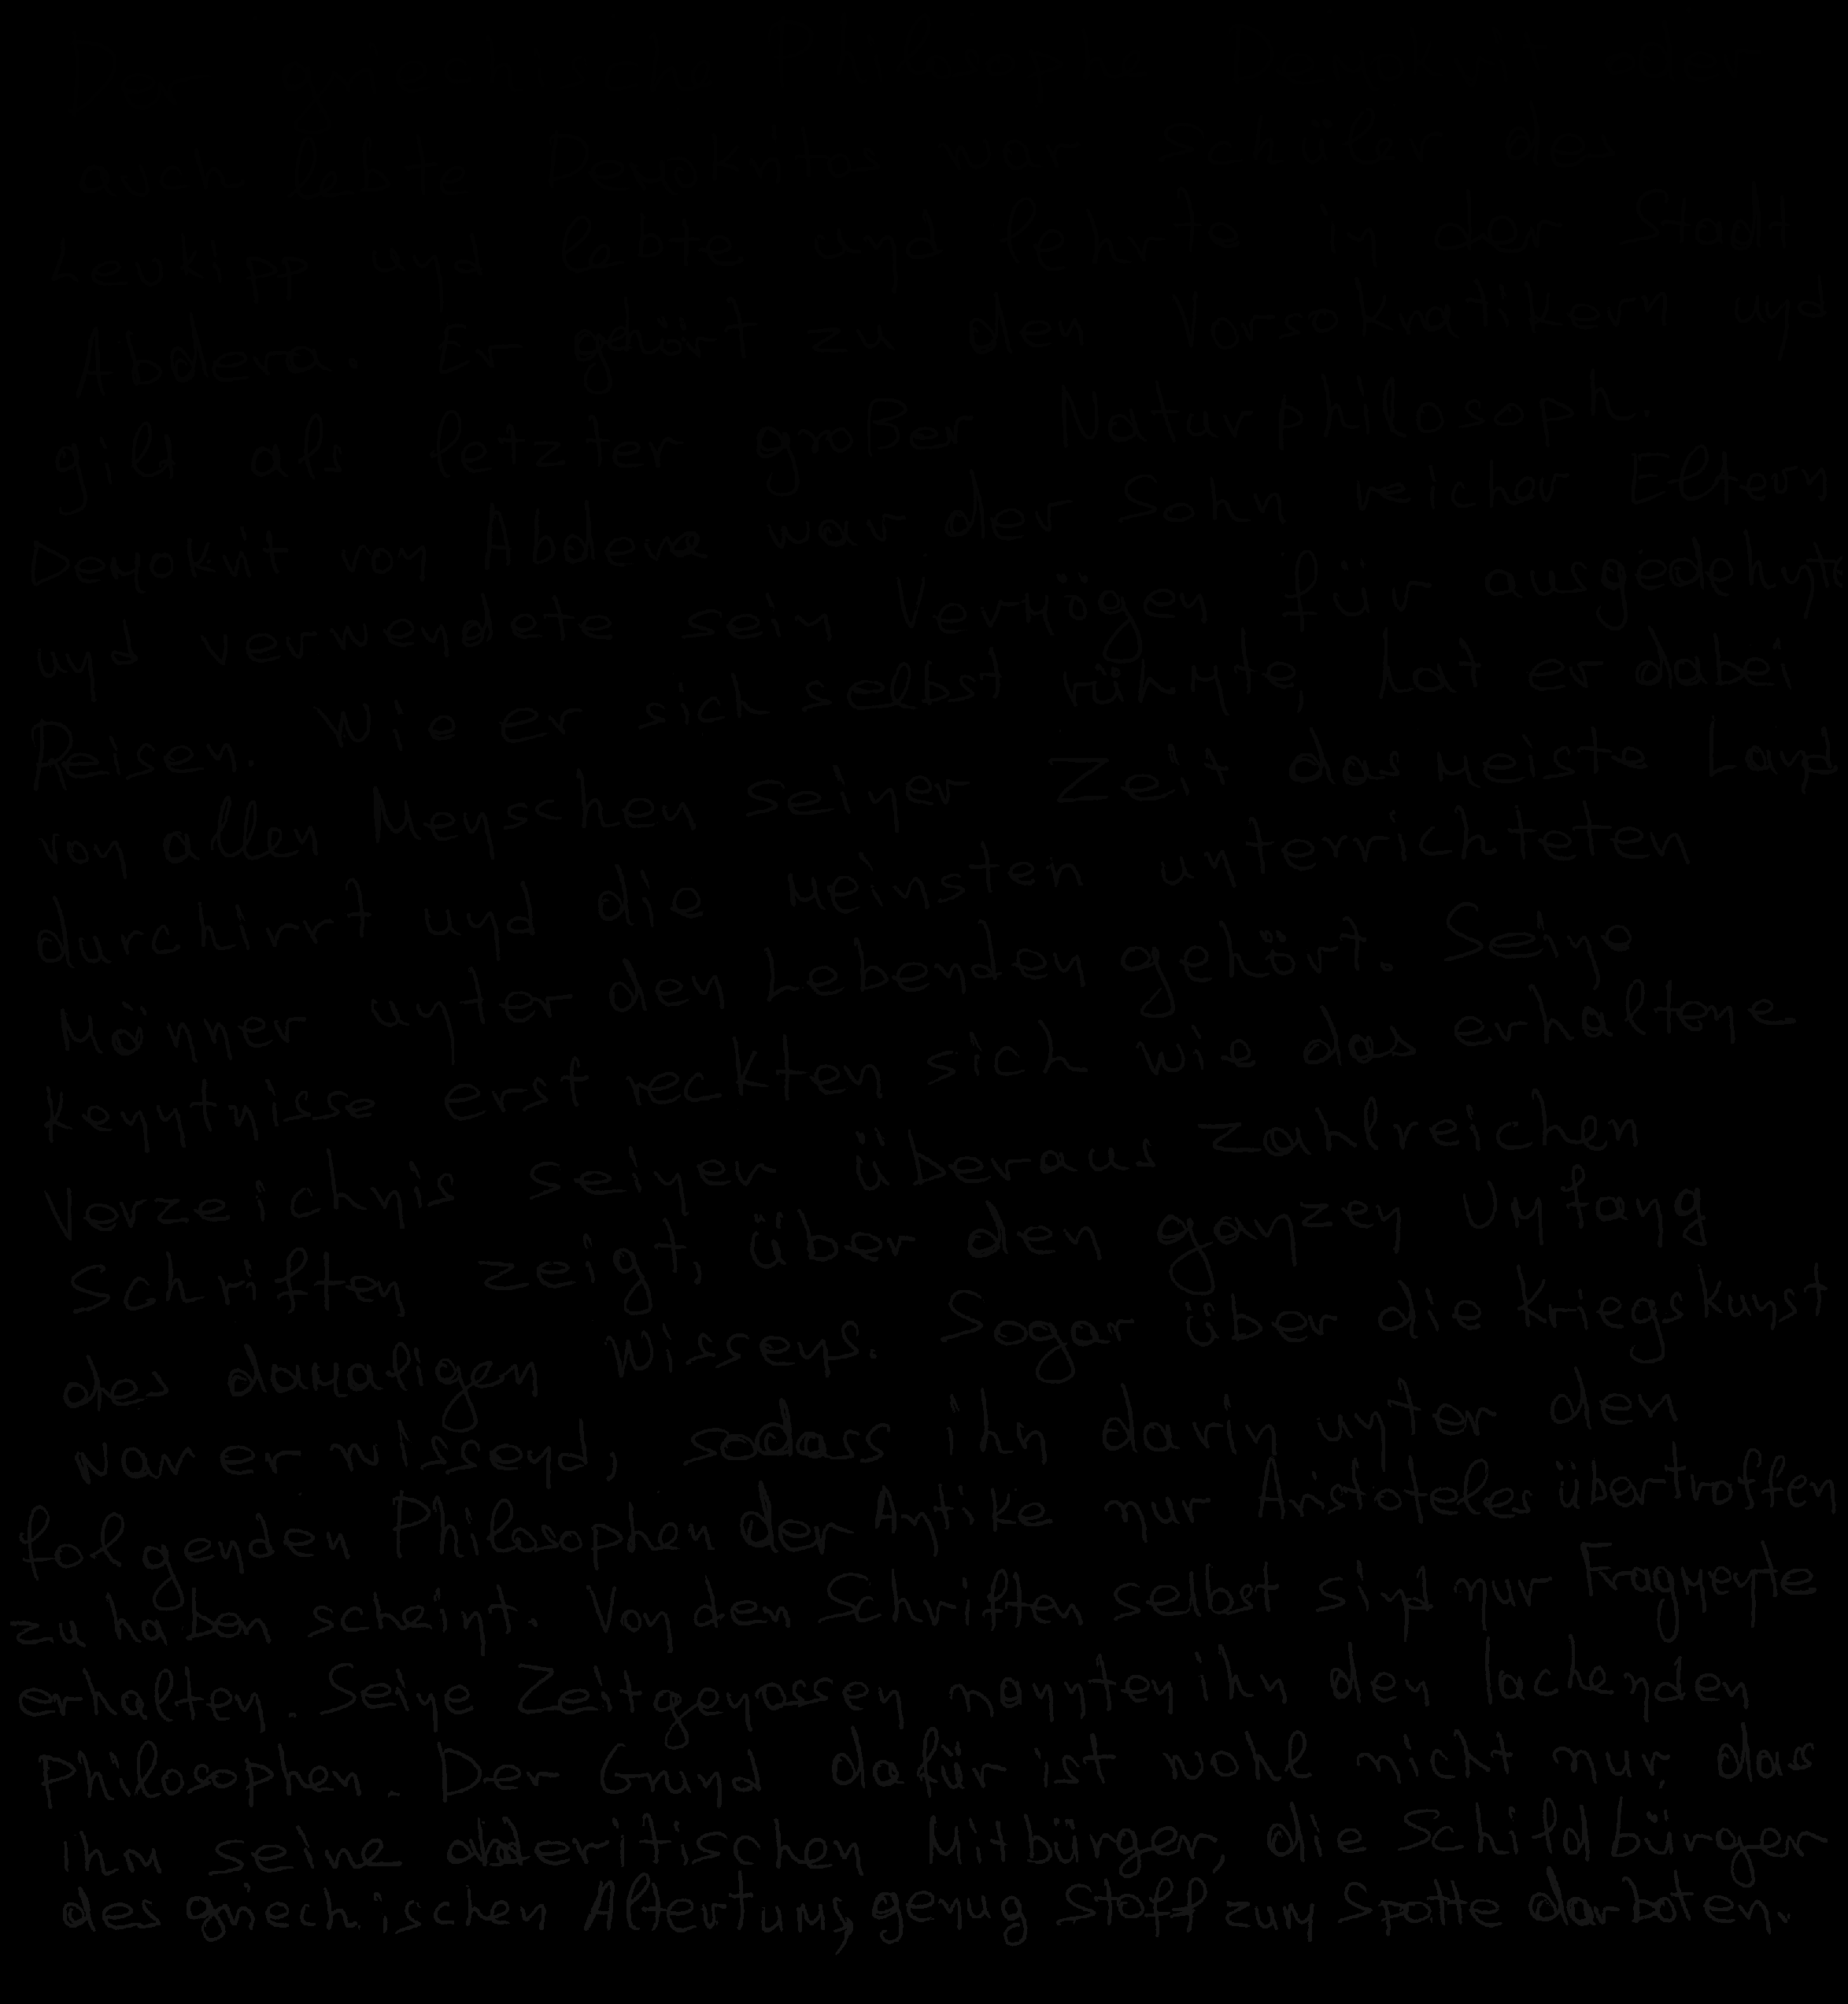 auch lebte Demokritos war Schüler des
Leukipp und lebte und lehrte in der Stadt
Abdera. Er gehört zu den Vorsokratikern und
gilt als letzter großer Naturphilosoph.
Demokrit von Abdera war der Sohn reicher Eltern
und verwendete sein Vermögen für ausgedehnte
Reisen. Wie er sich selbst rühmte, hat er dabei
von allen Menschen seiner Zeit das meiste Land
durchirrt und die meinsten unterrichteten
Männer unter den Lebenden gehört. Seine
Kenntnisse erst reckten sich wie das erhaltene
Verzeichnis seiner überaus zahlreichen
Schriften zeigt, über den ganzen Umfang
des damaligen Wissens. Sogar über die Kriegskunst
war er wissend, sodass ihn darin unter den
folgenden Philosophen der Antike nur Aristoteles übertroffen
zu haben scheint. Von den Schriften selbst sind nur Fragmente
erhalten. Seine Zeitgenossen nannten ihn den lachenden
Philosophen. Der Grund dafür ist wohl nicht nur, das
ihm seine abderitischen Mitbürger, die Schildbürger
des griechischen Altertums, genug Stoff zum Spotte darboten.